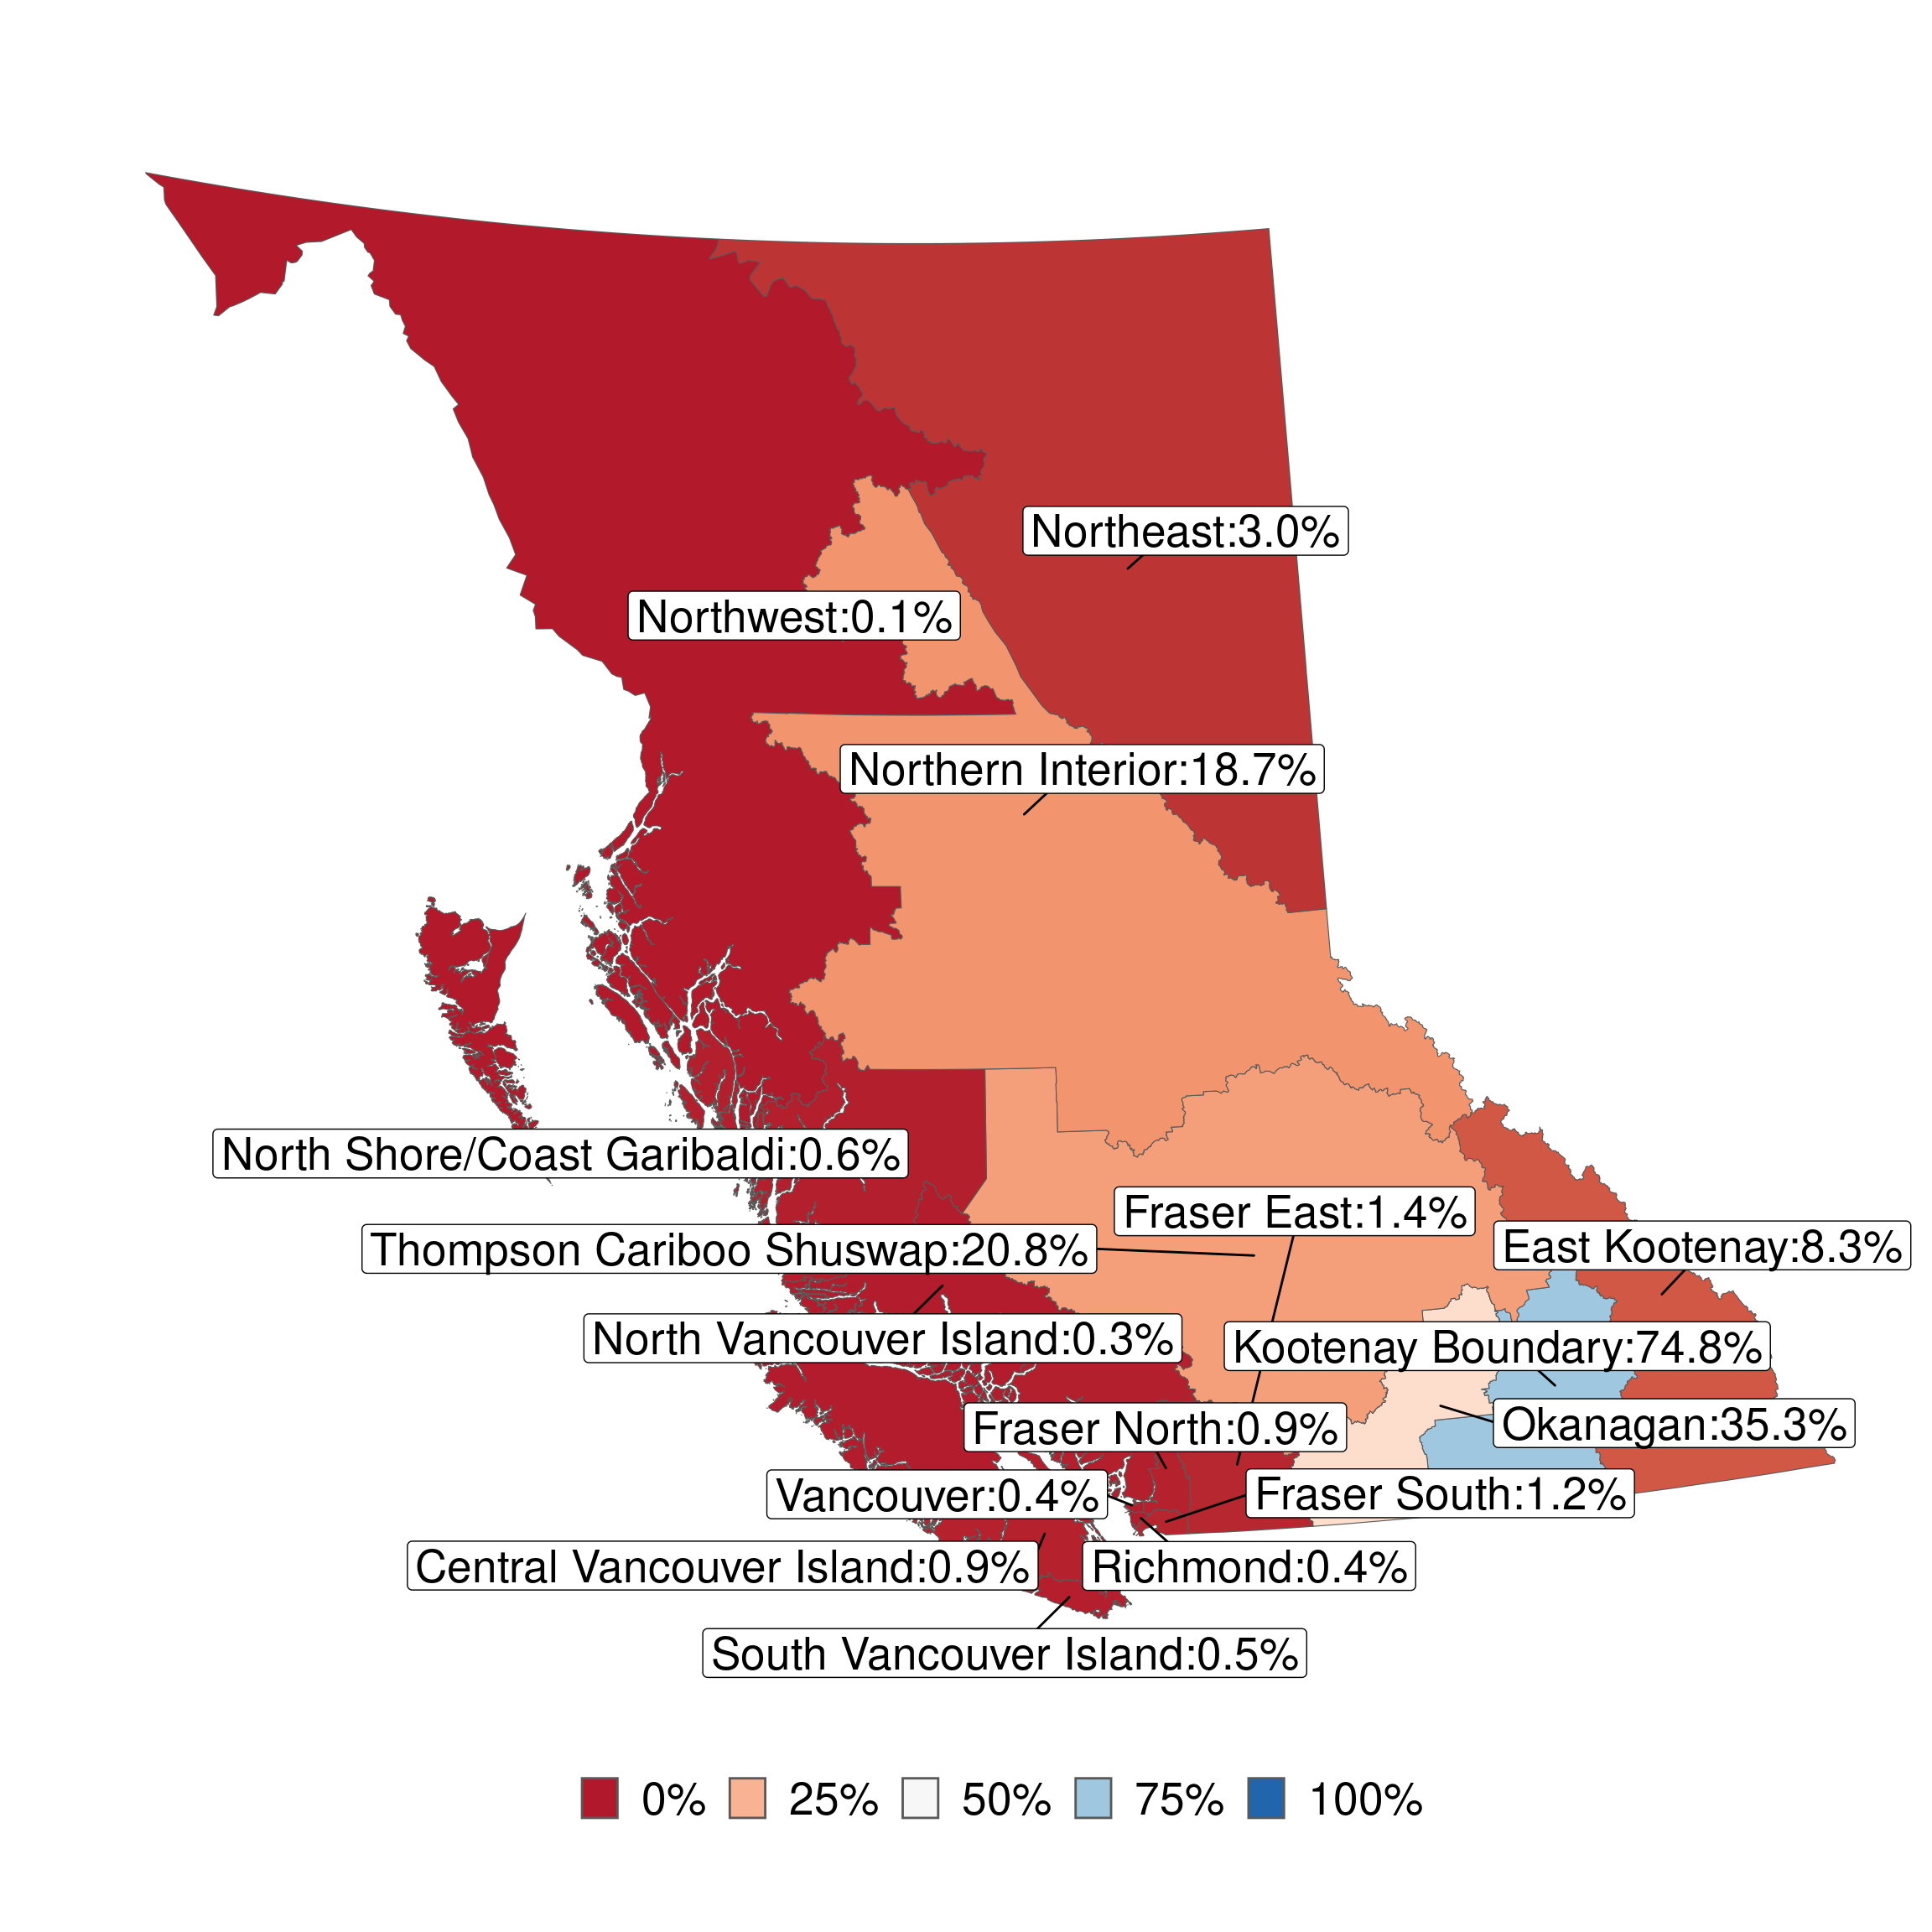 Northeast:3.0%
Northwest:0.1%
Northern Interior:18.7%
North Shore/Coast Garibaldi:0.6%
Fraser East:1.4%
Thompson Cariboo Shuswap:20.8%
East Kootenay:8.3%
North Vancouver Island:0.3%
Kootenay Boundary:74.8%
Fraser North:0.9%
Okanagan:35.3%
Vancouver:0.4%
Fraser South:1.2%
Central Vancouver Island:0.9%
Richmond:0.4%
South Vancouver Island:0.5%
0% 25% 50% 75% 100%